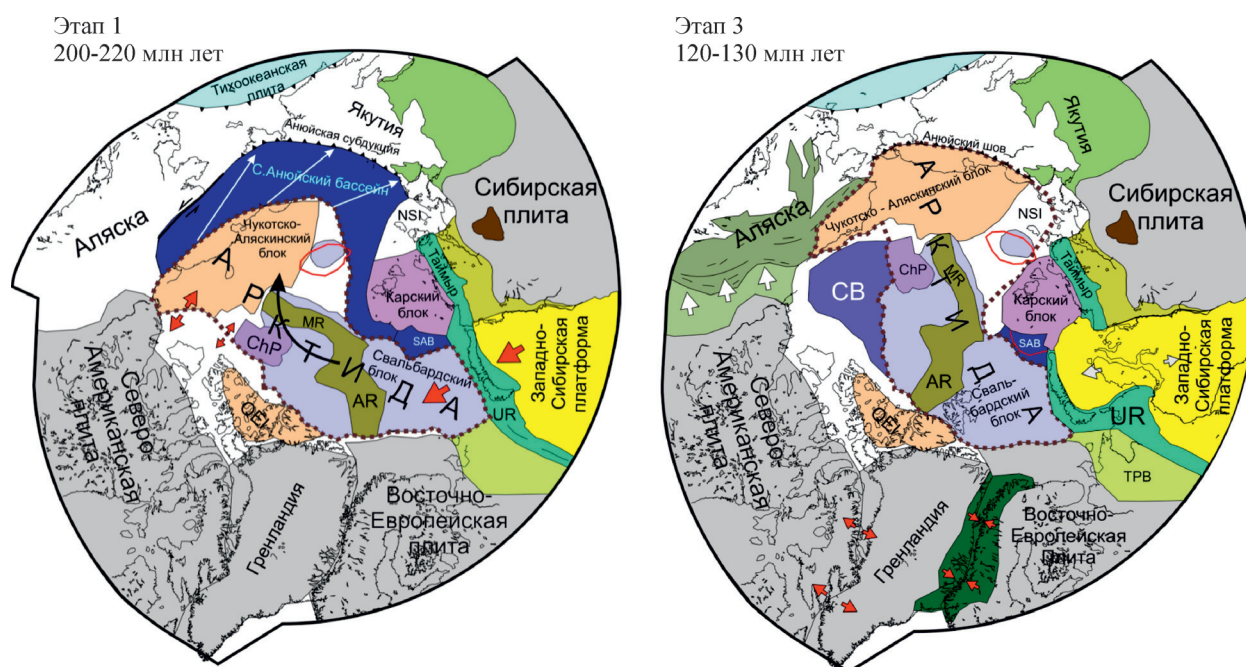 Этап 1
200-220 млн лет
Тихоокеанская
плита
Якутия
Анюйская субдукция
С.Анюйский бассейн
Сибирская
плита
Аляска
NSI
Чукотско-
Аляскинский
блок
Таймыр
Карский
блок
АРКТИДА
MR
ChP
SAB
Свальбардский
блок
AR
Западно-
Сибирская
платформа
UR
QEI
Северо-
Американская
плита
Гренландия
Восточно-
Европейская
плита
Этап 3
120-130 млн лет
Тихоокеанская
плита
Якутия
Анюйский шов
Сибирская
плита
Чукотско - Аляскинский блок
Аляска
NSI
Таймыр
АРКТИДА
CB
ChP
MR
Карский
блок
SAB
AR
Западно-
Сибирская
платформа
Сваль-
бардский
блок
QEI
UR
TPB
Северо-
Американская
плита
Гренландия
Восточно-
Европейская
Плита